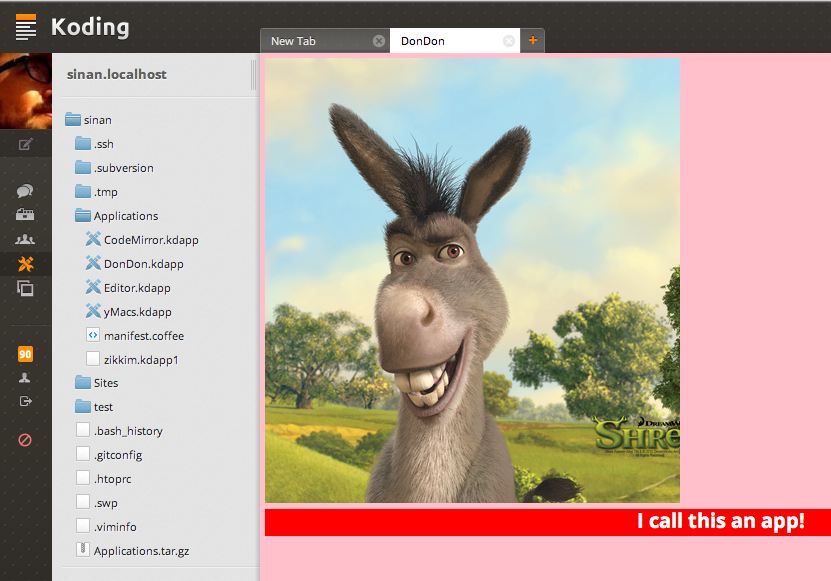 Koding
New Tab
DonDon
sinan.localhost
sinan
.ssh
.subversion
.tmp
Applications
CodeMirror.kdapp
DonDon.kdapp
Editor.kdapp
yMacs.kdapp
manifest.coffee
zikkim.kdapp1
90
Sites
test
.bash_history
.gitconfig
.htoprc
.swp
.viminfo
Applications.tar.gz
DREAMW
SHRE
I call this an app!